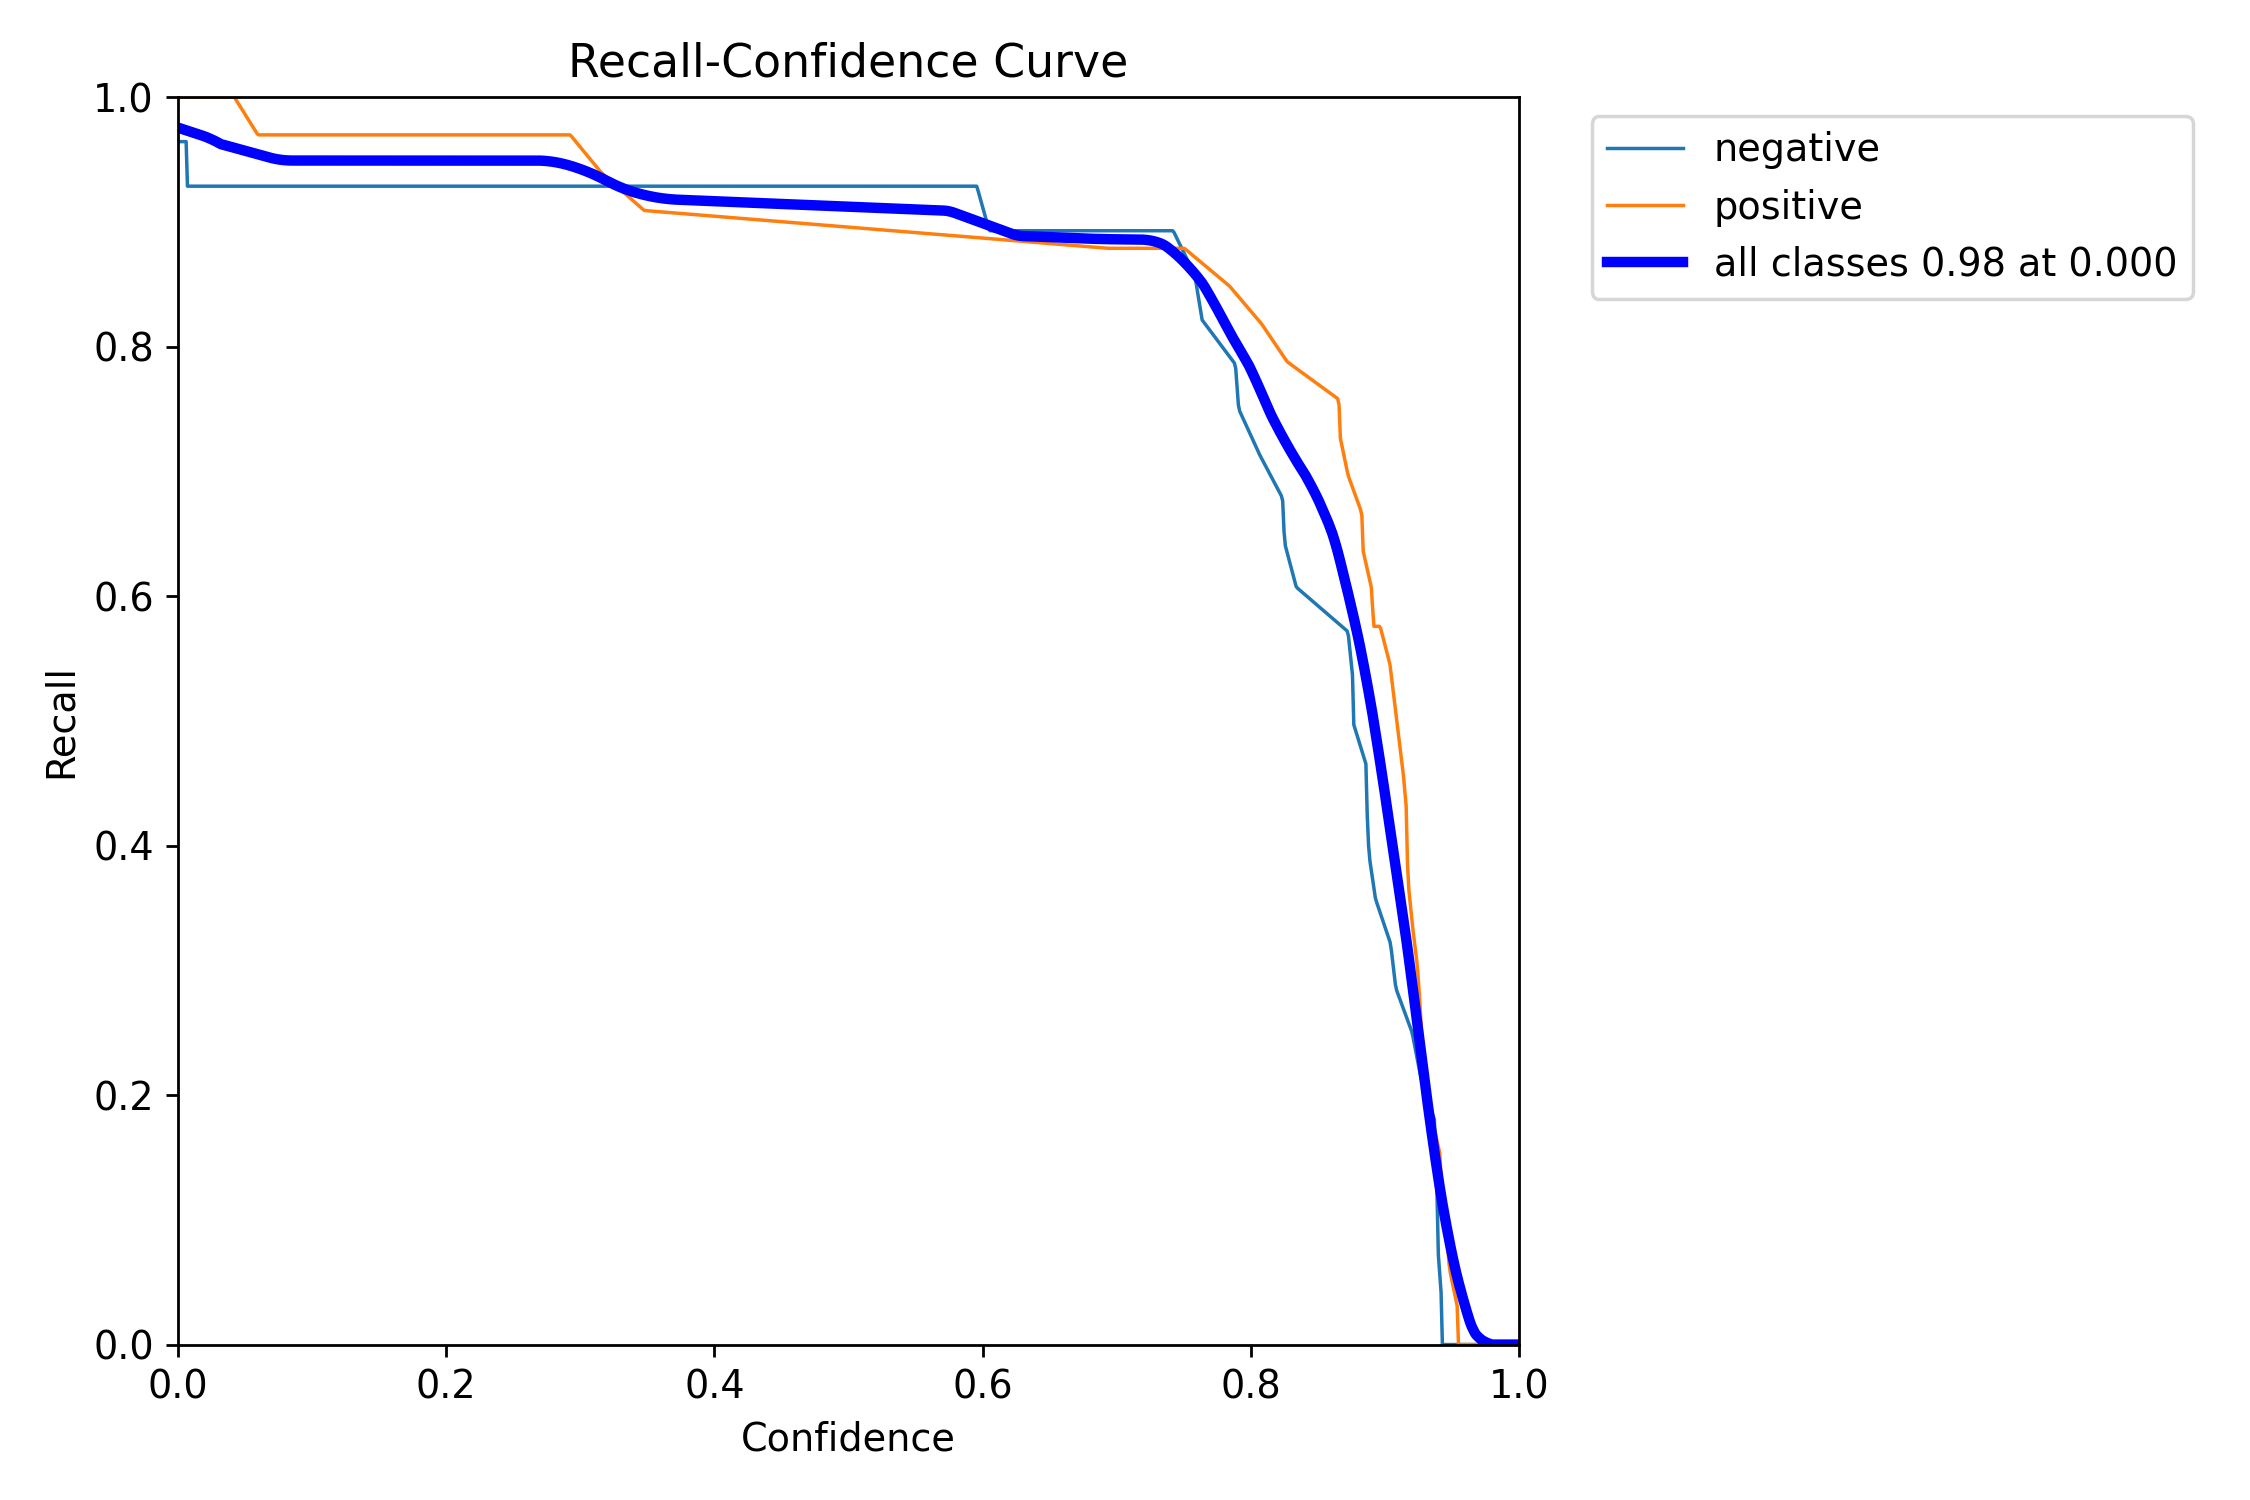 Recall-Confidence Curve
1.0
0.8
0.6
0.4
0.2
0.0
Recall
0.0 0.2 0.4 0.6 0.8 1.0
Confidence
negative
positive
all classes 0.98 at 0.000